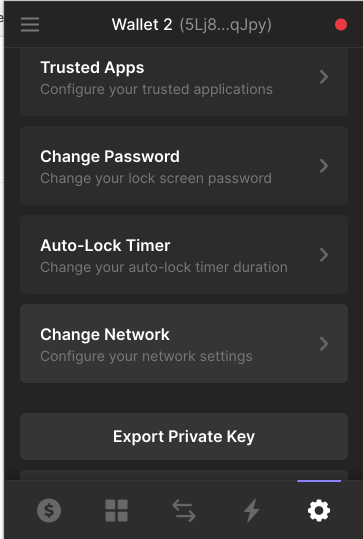 Wallet 2 (5Lj8...qJpy)
Trusted Apps
Configure your trusted applications
Change Password
Change your lock screen password
Auto-Lock Timer
Change your auto-lock timer duration
Change Network
Configure your network settings
Export Private Key